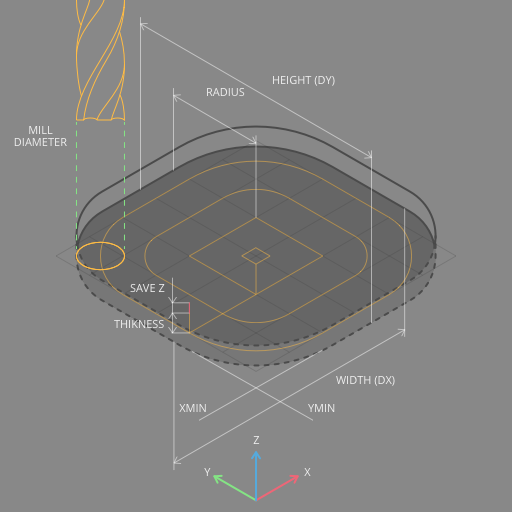 HEIGHT (DY)
RADIUS
MILL
DIAMETER
SAVE Z
THIKNESS
WIDTH (DX)
XMIN
YMIN
Z
Y
X